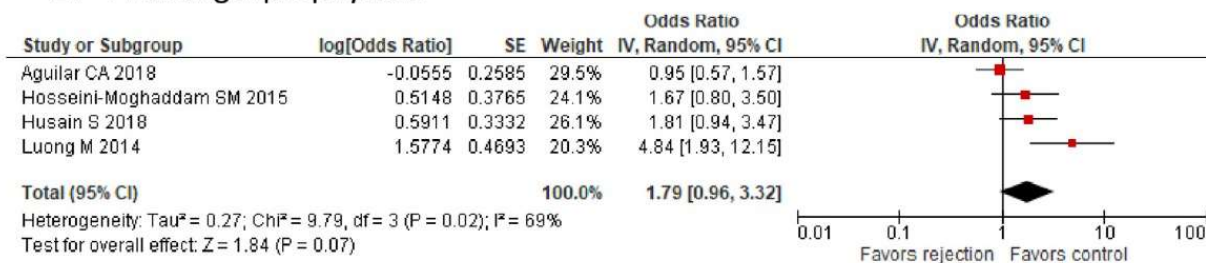 Odds Ratio Odds Ratio
Study or Subgroup log[Odds Ratio] SE Weight IV, Random, 95% CI IV, Random, 95% CI
Aguilar CA 2018 -0.0555 0.2585 29.5% 0.95 [0.57, 1.57]
Hosseini-Moghaddam SM 2015 0.5148 0.3765 24.1% 1.67 [0.80, 3.50]
Husain S 2018 0.5911 0.3332 26.1% 1.81 [0.94, 3.47]
Luong M 2014 1.5774 0.4693 20.3% 4.84 [1.93, 12.15]
Total (95% CI) 100.0% 1.79 [0.96, 3.32]
Heterogeneity: Tau² = 0.27; Chi² = 9.79, df = 3 (P = 0.02); I² = 69%
Test for overall effect: Z = 1.84 (P = 0.07)
0.01 0.1 1 10 100
Favors rejection Favors control